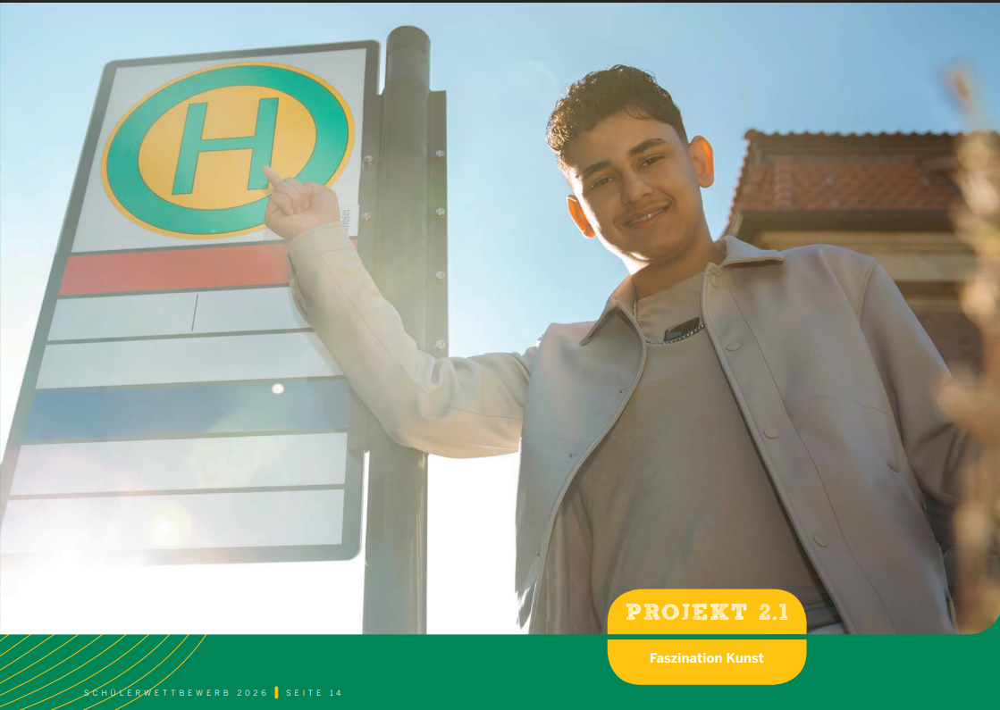 H
PROJEKT 2.1
Faszination Kunst
SCHÜLERWETTBEWERB 2026 | SEITE 14